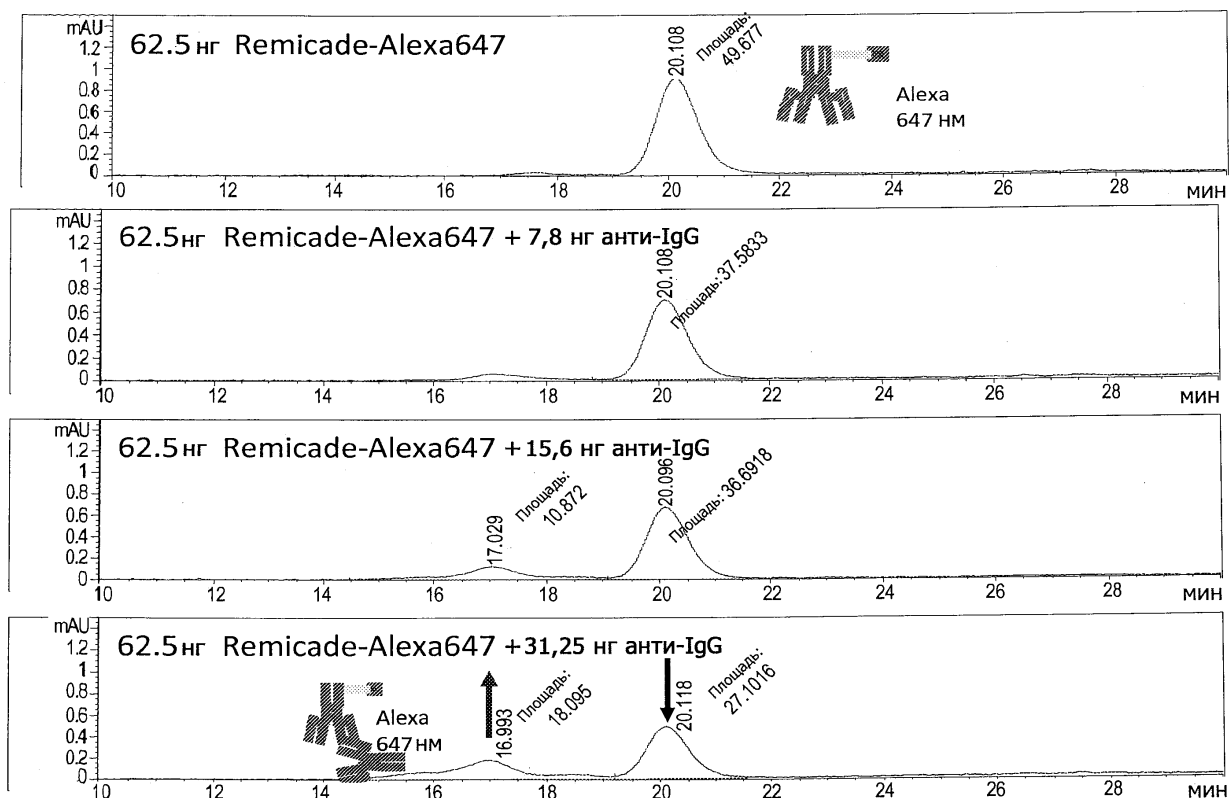 mAU
1.2
1
0.8
0.6
0.4
0.2
0
62.5 нг Remicade-Alexa647
20.108
Площадь:
49.677
Alexa
647 нм
10 12 14 16 18 20 22 24 26 28 мин
mAU
1.2
1
0.8
0.6
0.4
0.2
0
62.5нг Remicade-Alexa647 + 7,8 нг анти-IgG
20.108
Площадь:37.5833
10 12 14 16 18 20 22 24 26 28 мин
mAU
1.2
1
0.8
0.6
0.4
0.2
0
62.5нг Remicade-Alexa647 +15,6 нг анти-IgG
17.029
Площадь:
10.872
20.096
Площадь: 36.6918
10 12 14 16 18 20 22 24 26 28 мин
mAU
1.2
1
0.8
0.6
0.4
0.2
0
62.5нг Remicade-Alexa647 +31,25 нг анти-IgG
Alexa
647 нм
16.993
Площадь:
18.095
20.118
Площадь:
27.1016
10 12 14 16 18 20 22 24 26 28 мин